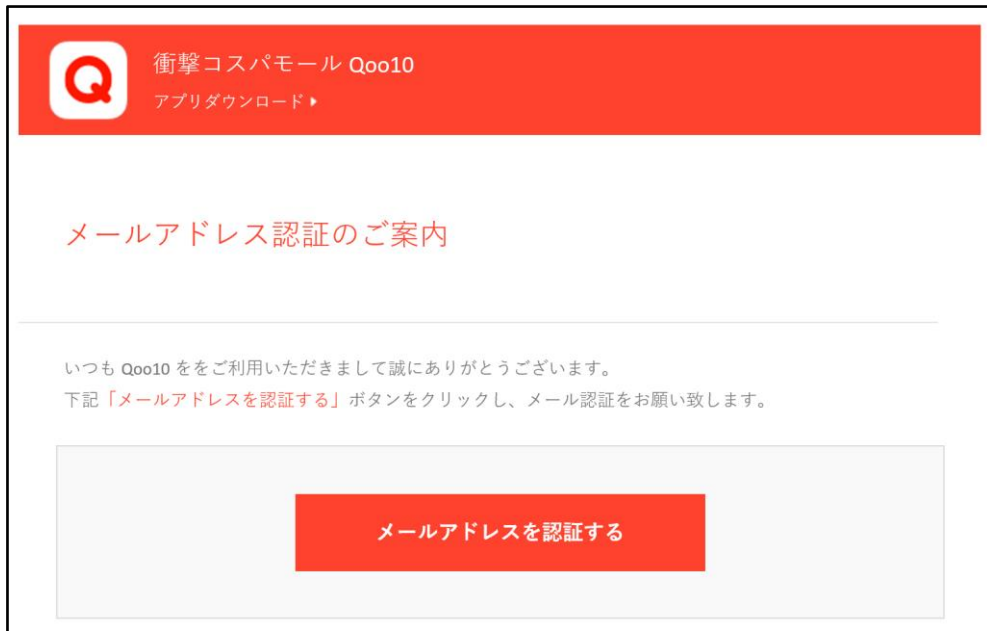 Q
衝撃コスパモール Qoo10
アプリダウンロード ▸
メールアドレス認証のご案内
いつも Qoo10 ををご利用いただきまして誠にありがとうございます。
下記「メールアドレスを認証する」ボタンをクリックし、メール認証をお願い致します。
メールアドレスを認証する